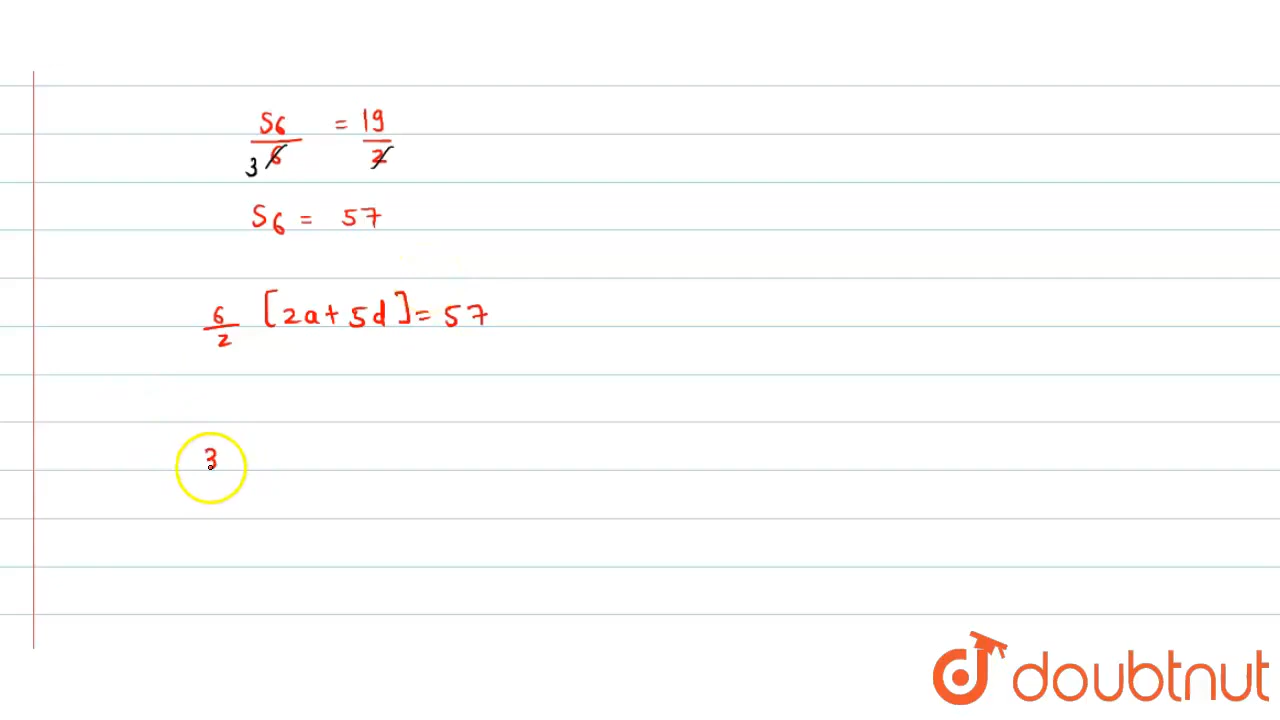 S6/6 = 19/2
3
S6 = 57
6/2 [2a+5d] = 57
3
doubtnut